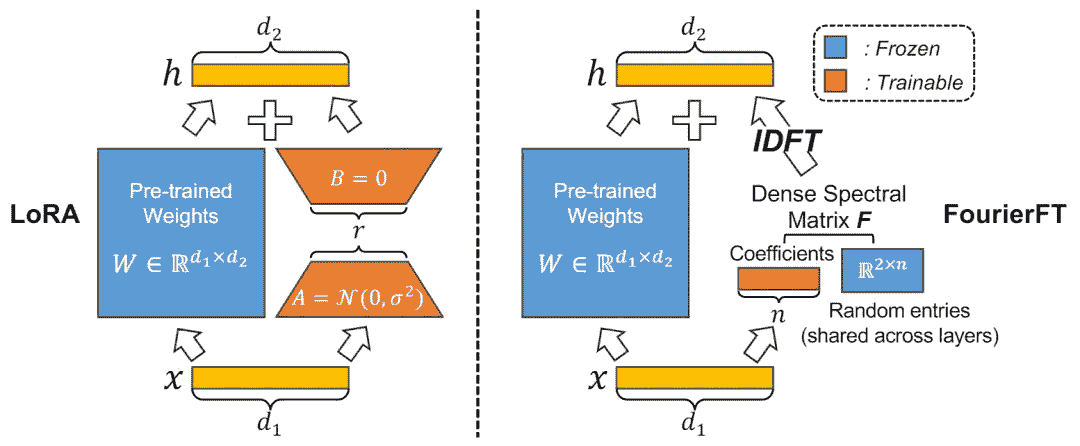 LoRA
d₂
h
Pre-trained
Weights
W ∈ ℝ^{d₁×d₂}
B = 0
r
A = 𝒩(0, σ²)
x
d₁
d₂
h
: Frozen
: Trainable
IDFT
Pre-trained
Weights
W ∈ ℝ^{d₁×d₂}
Dense Spectral
Matrix F
Coefficients
ℝ^{2×n}
n
Random entries
(shared across layers)
x
d₁
FourierFT